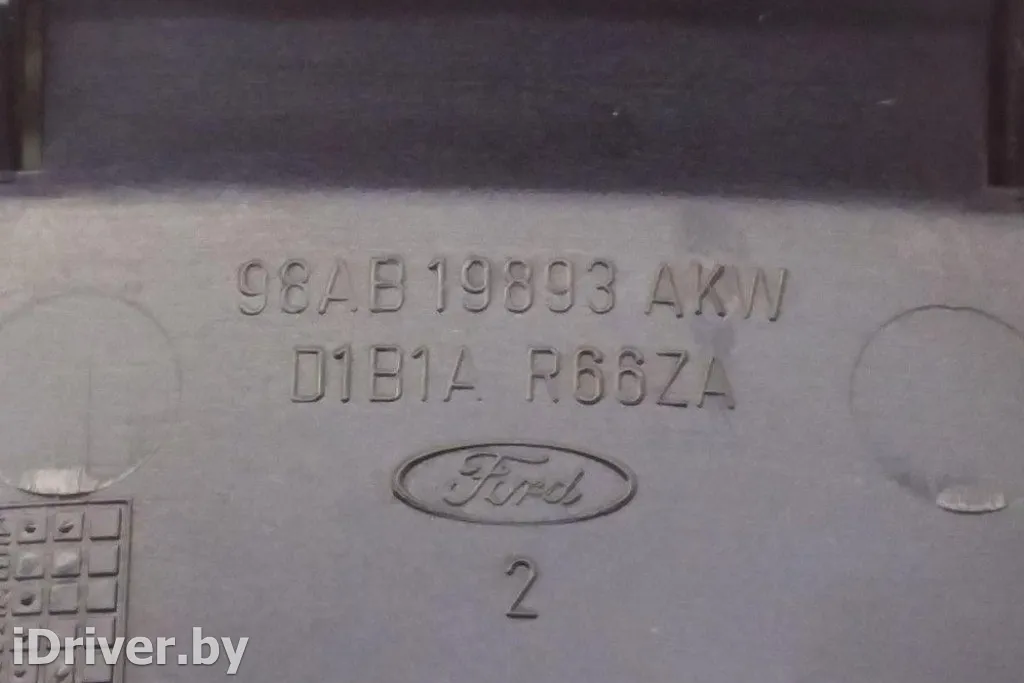 98AB 19893 AKW
D1B1A R66ZA
Ford
2
iDriver.by